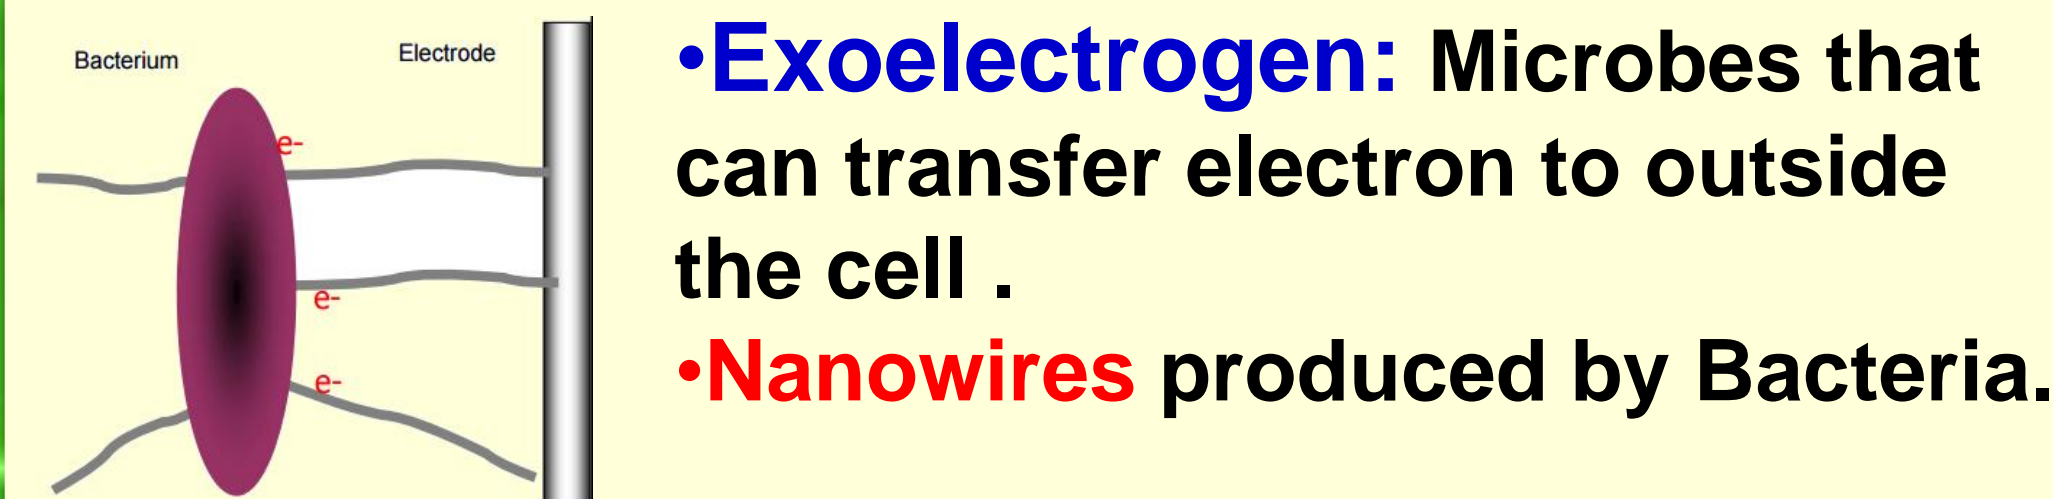 Bacterium
Electrode
e-
e-
e-
•Exoelectrogen: Microbes that
can transfer electron to outside
the cell .
•Nanowires produced by Bacteria.